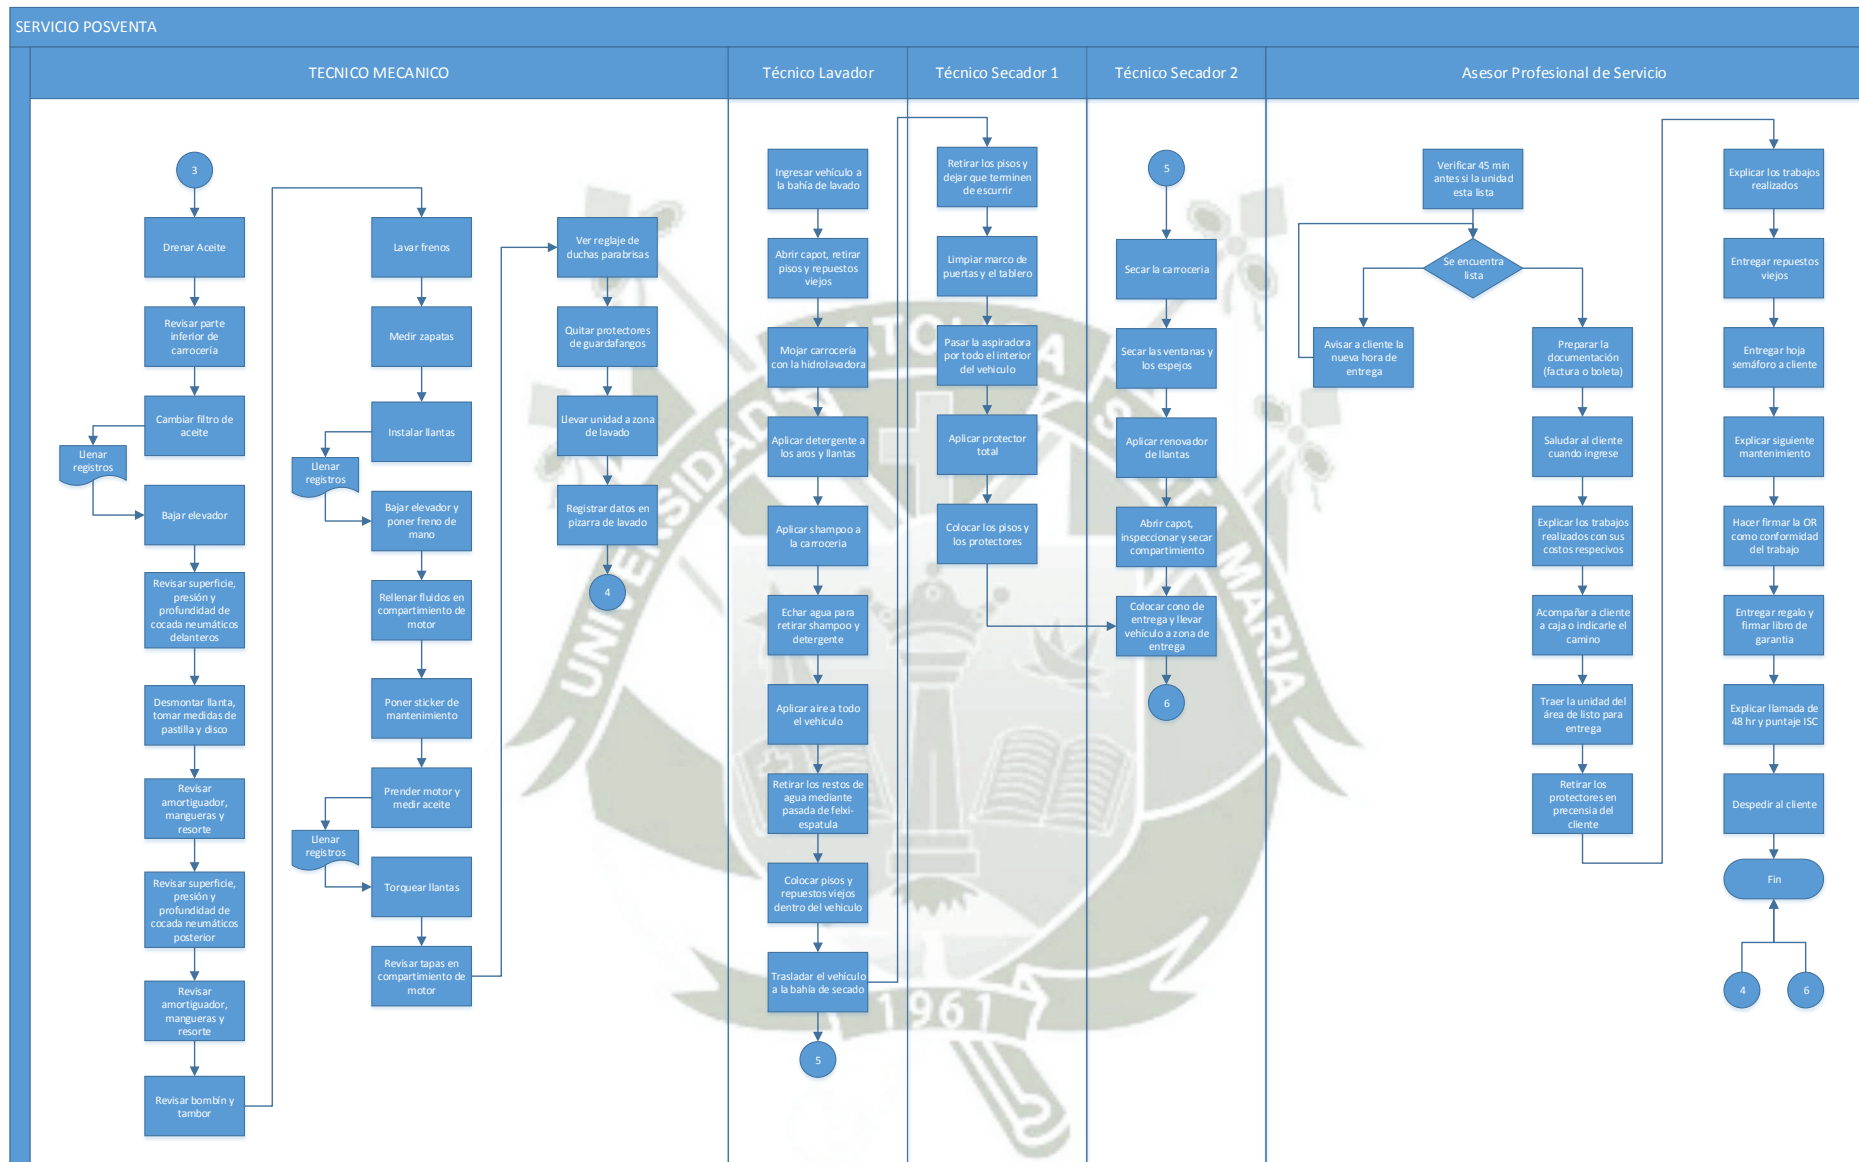 SERVICIO POSVENTA
TECNICO MECANICO
3
Drenar Aceite
Revisar parte
inferior de
carrocería
Cambiar filtro de
aceite
Llenar
registros
Bajar elevador
Revisar superficie,
presión y
profundidad de
cocada neumáticos
delanteros
Desmontar llanta,
tomar medidas de
pastilla y disco
Revisar
amortiguador,
mangueras y
resorte
Revisar superficie,
presión y
profundidad de
cocada neumáticos
posterior
Revisar
amortiguador,
mangueras y
resorte
Revisar bombín y
tambor
Lavar frenos
Medir zapatas
Instalar llantas
Llenar
registros
Bajar elevador y
poner freno de
mano
Rellenar fluidos en
compartimiento de
motor
Poner sticker de
mantenimiento
Prender motor y
medir aceite
Llenar
registros
Torquear llantas
Revisar tapas en
compartimiento de
motor
Ver reglaje de
duchas parabrisas
Quitar protectores
de guardafangos
Llevar unidad a zona
de lavado
Registrar datos en
pizarra de lavado
4
Técnico Lavador
Ingresar vehículo a
la bahía de lavado
Abrir capot, retirar
pisos y repuestos
viejos
Mojar carrocería
con la hidrolavadora
Aplicar detergente a
los aros y llantas
Aplicar shampoo a
la carroceria
Echar agua para
retirar shampoo y
detergente
Aplicar aire a todo
el vehiculo
Retirar los restos de
agua mediante
pasada de felxi-
espatula
Colocar pisos y
repuestos viejos
dentro del vehiculo
Trasladar el vehículo
a la bahía de secado
5
Técnico Secador 1
Retirar los pisos y
dejar que terminen
de escurrir
Limpiar marco de
puertas y el tablero
Pasar la aspiradora
por todo el interior
del vehiculo
Aplicar protector
total
Colocar los pisos y
los protectores
Técnico Secador 2
5
Secar la carroceria
Secar las ventanas y
los espejos
Aplicar renovador
de llantas
Abrir capot,
inspeccionar y secar
compartimiento
Colocar cono de
entrega y llevar
vehículo a zona de
entrega
6
Asesor Profesional de Servicio
Verificar 45 min
antes si la unidad
esta lista
Se encuentra
lista
Avisar a cliente la
nueva hora de
entrega
Preparar la
documentación
(factura o boleta)
Saludar al cliente
cuando ingrese
Explicar los trabajos
realizados con sus
costos respecivos
Acompañar a cliente
a caja o indicarle el
camino
Traer la unidad del
área de listo para
entrega
Retirar los
protectores en
precensia del
cliente
Explicar los trabajos
realizados
Entregar repuestos
viejos
Entregar hoja
semáforo a cliente
Explicar siguiente
mantenimiento
Hacer firmar la OR
como conformidad
del trabajo
Entregar regalo y
firmar libro de
garantia
Explicar llamada de
48 hr y puntaje ISC
Despedir al cliente
Fin
4
6
UNIVERSIDAD CATOLICA SANTA MARIA
1961